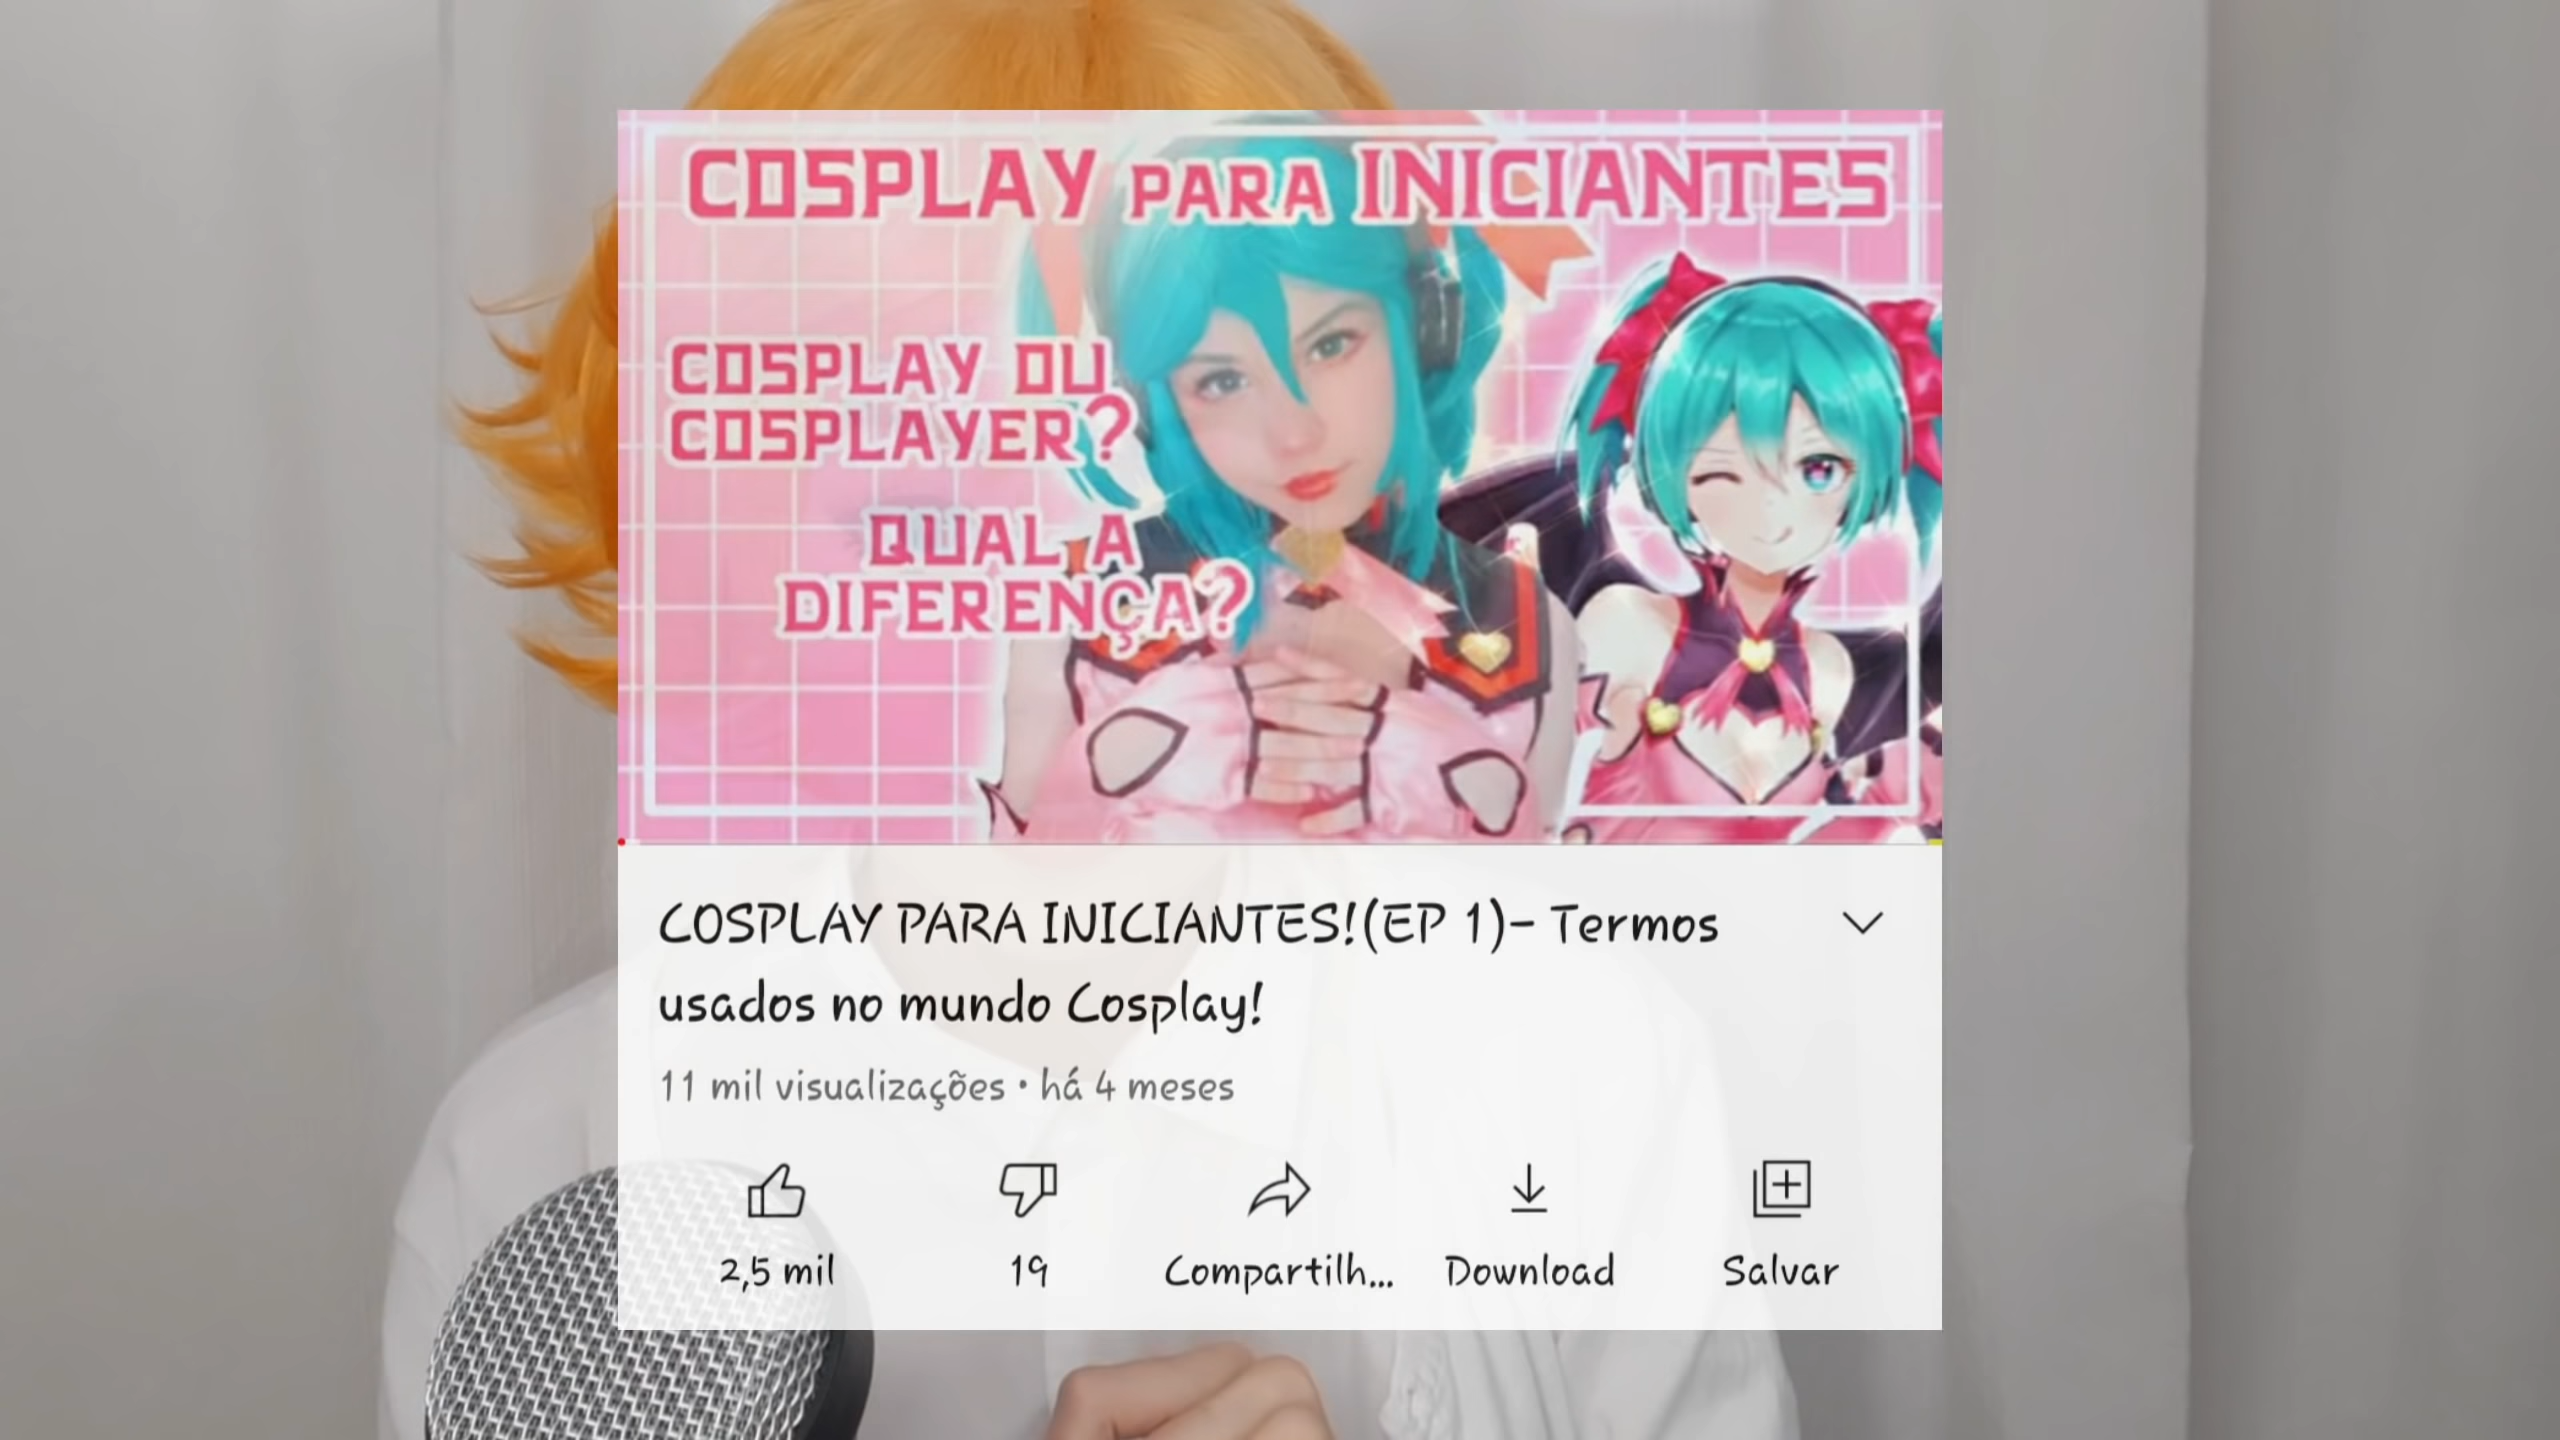 COSPLAY PARA INICIANTES
COSPLAY OU
COSPLAYER?
QUAL A
DIFERENÇA?
COSPLAY PARA INICIANTES!(EP 1)- Termos
usados no mundo Cosplay!
11 mil visualizações • há 4 meses
2,5 mil
19
Compartilh...
Download
Salvar